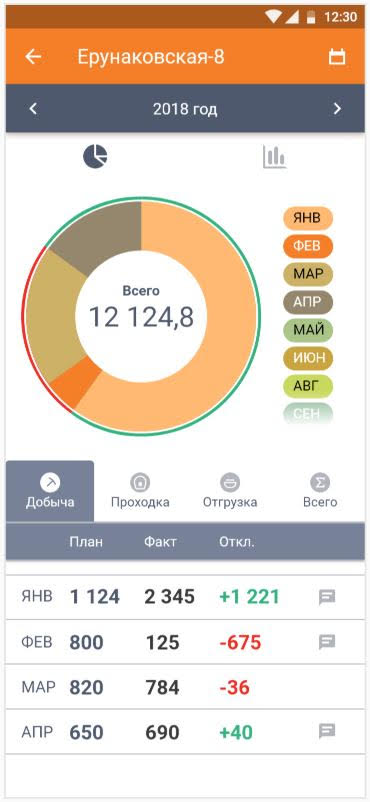 12:30
Ерунаковская-8
2018 год
Всего
12 124,8
ЯНВ
ФЕВ
МАР
АПР
МАЙ
ИЮН
АВГ
СЕН
Добыча Проходка Отгрузка Всего
План Факт Откл.
ЯНВ 1 124 2 345 +1 221
ФЕВ 800 125 -675
МАР 820 784 -36
АПР 650 690 +40